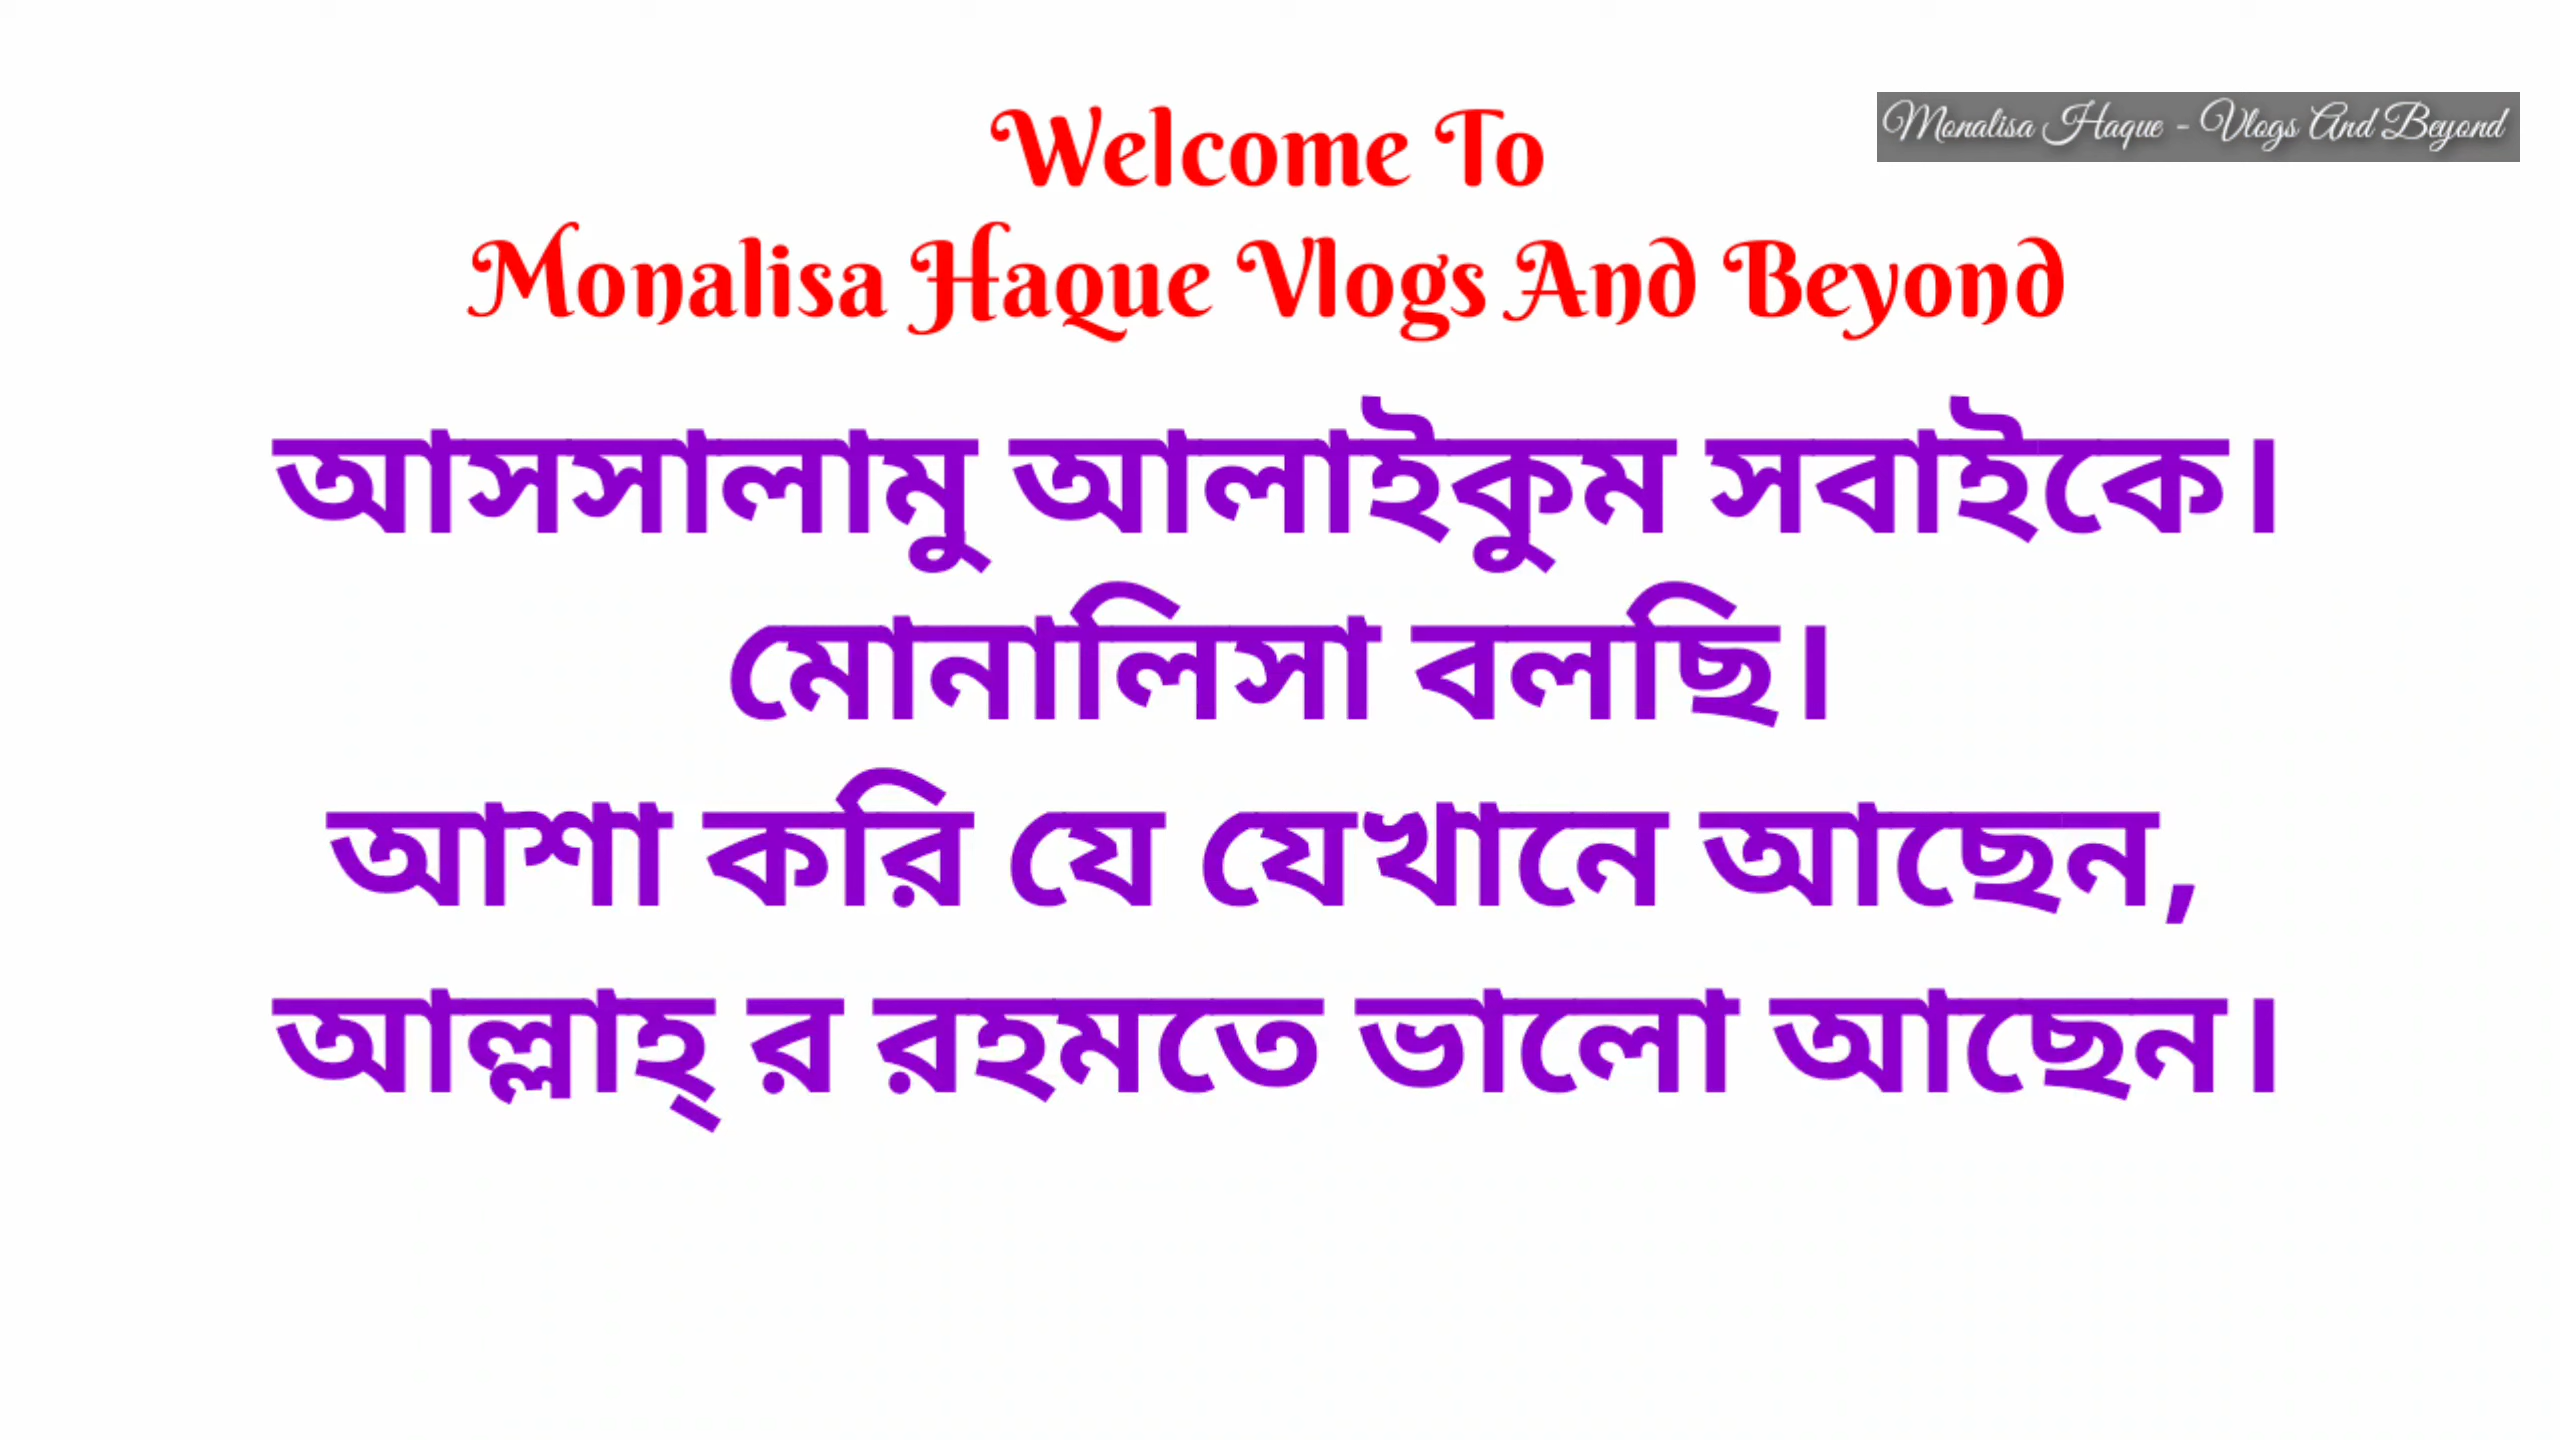 Monalisa Haque - Vlogs And Beyond
Welcome To
Monalisa Haque Vlogs And Beyond
আসসালামু আলাইকুম সবাইকে।
মোনালিসা বলছি।
আশা করি যে যেখানে আছেন,
আল্লাহ্ র রহমতে ভালো আছেন।